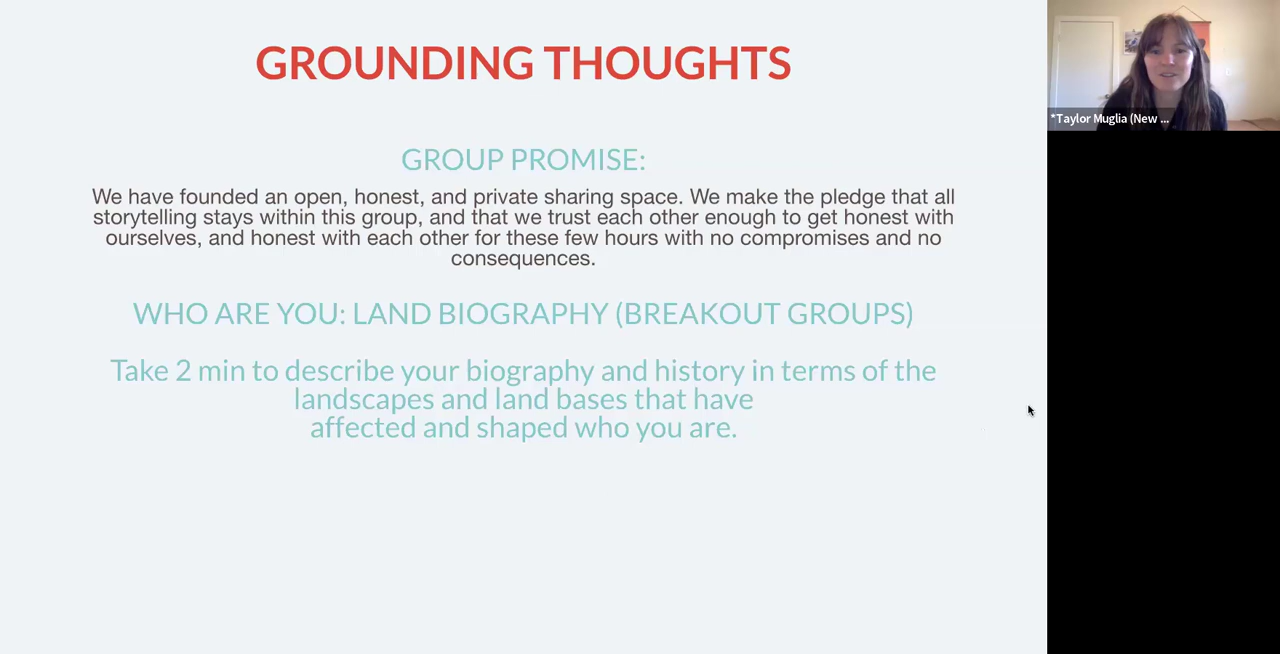 GROUNDING THOUGHTS
GROUP PROMISE:
We have founded an open, honest, and private sharing space. We make the pledge that all
storytelling stays within this group, and that we trust each other enough to get honest with
ourselves, and honest with each other for these few hours with no compromises and no
consequences.
WHO ARE YOU: LAND BIOGRAPHY (BREAKOUT GROUPS)
Take 2 min to describe your biography and history in terms of the
landscapes and land bases that have
affected and shaped who you are.
*Taylor Muglia (New ...